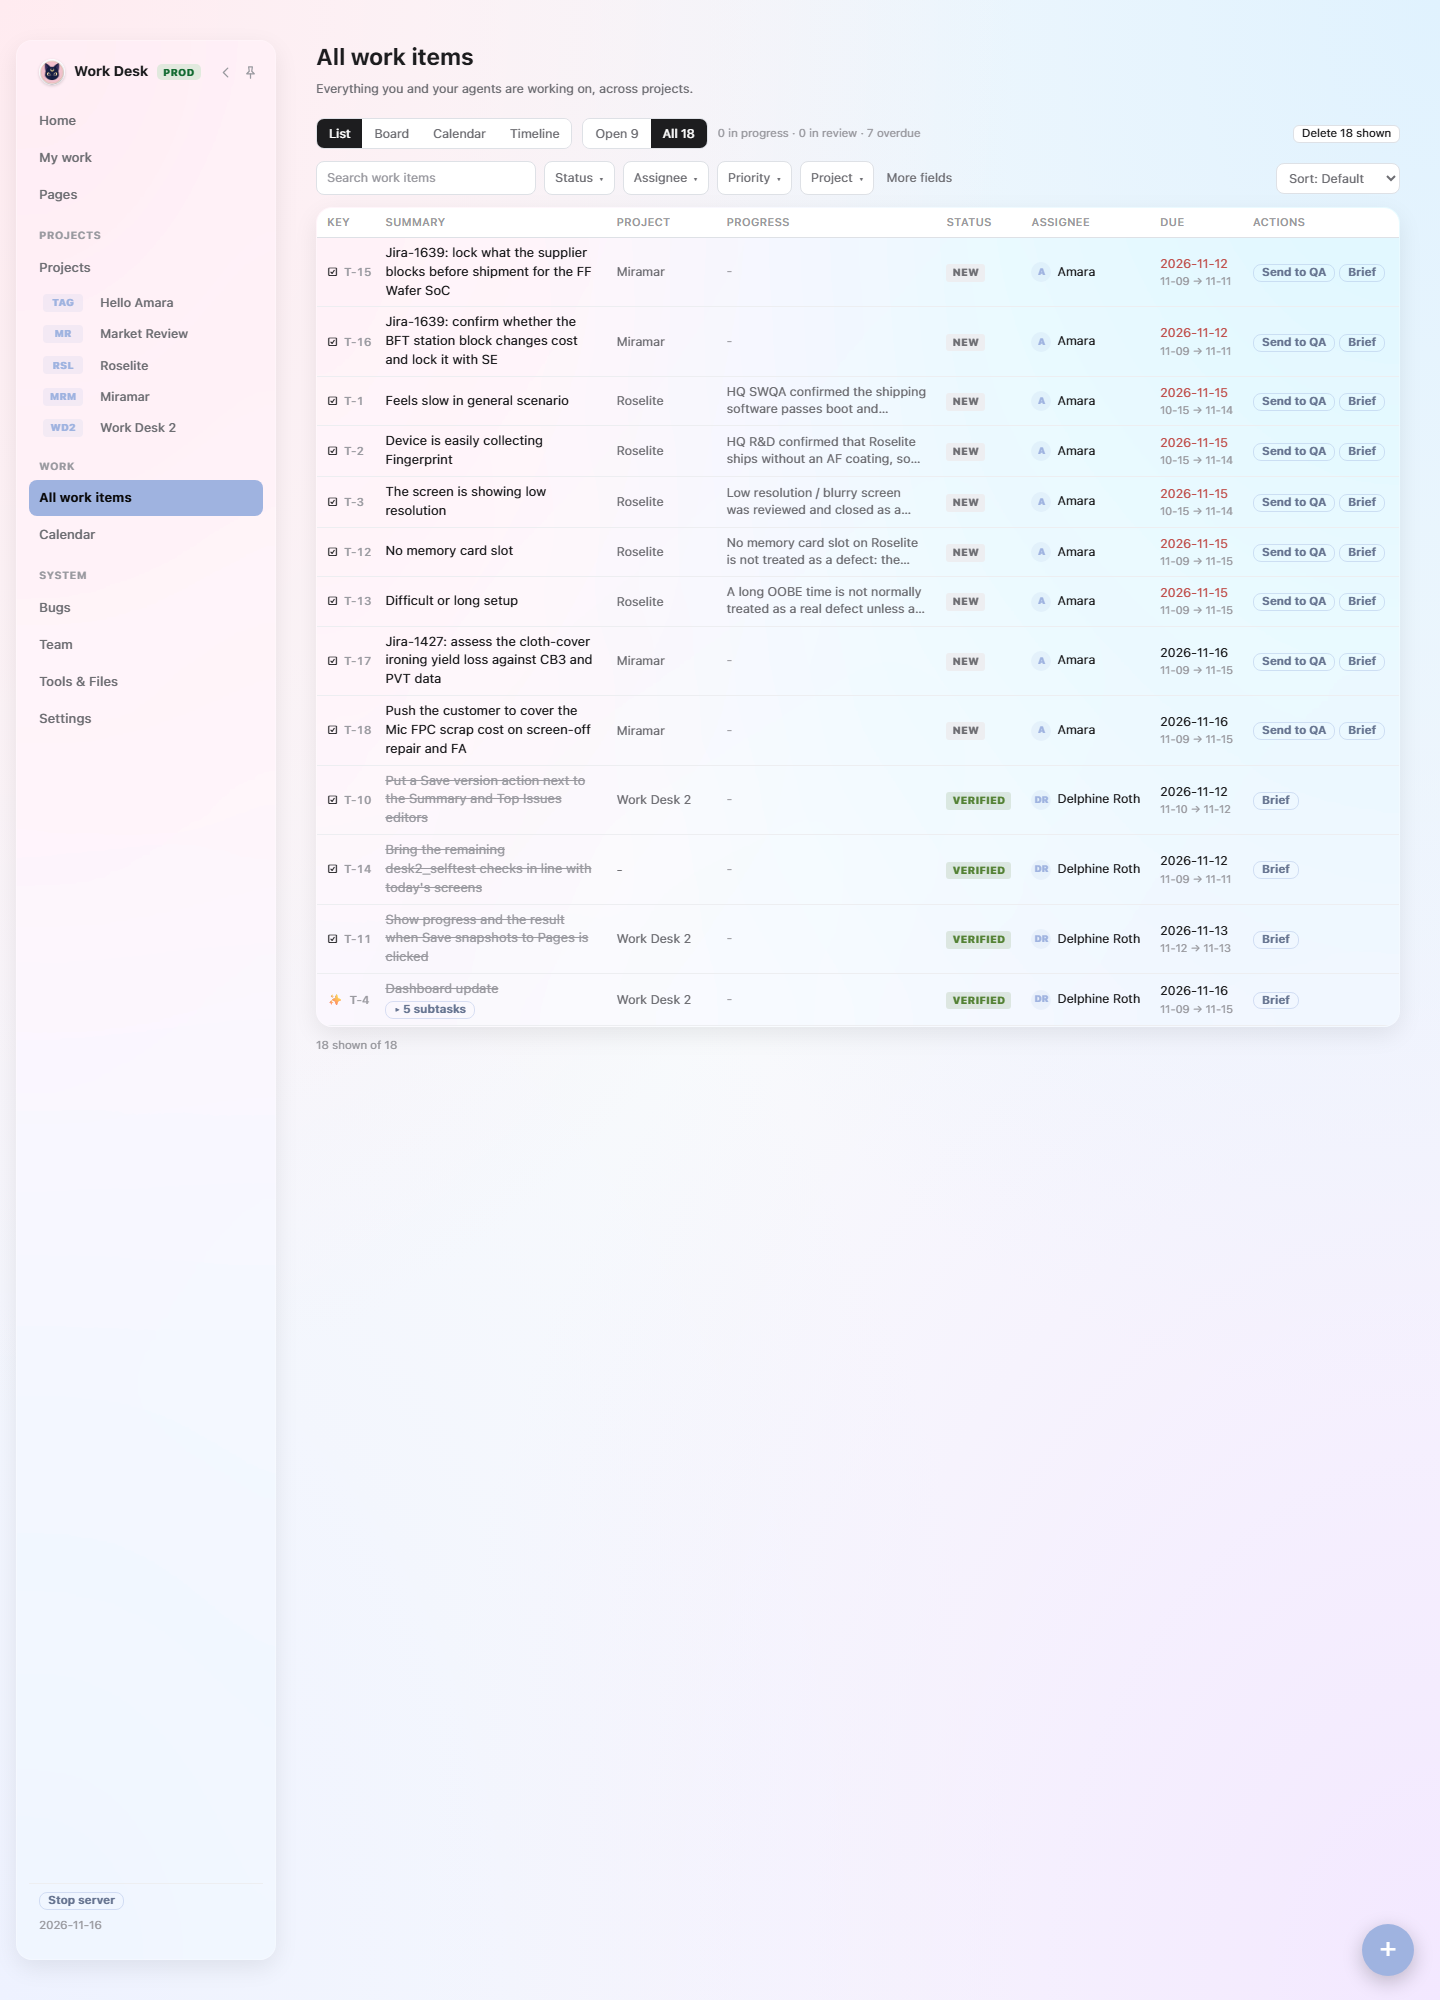 Work Desk PROD
Home
My work
Pages
PROJECTS
Projects
TAG Hello Amara
MR Market Review
RSL Roselite
MRM Miramar
WD2 Work Desk 2
WORK
All work items
Calendar
SYSTEM
Bugs
Team
Tools & Files
Settings
Stop server
2026-11-16
All work items
Everything you and your agents are working on, across projects.
List Board Calendar Timeline Open 9 All 18 0 in progress · 0 in review · 7 overdue Delete 18 shown
Search work items Status Assignee Priority Project More fields Sort: Default
KEY SUMMARY PROJECT PROGRESS STATUS ASSIGNEE DUE ACTIONS
T-15
Jira-1639: lock what the supplier
blocks before shipment for the FF
Wafer SoC
Miramar
-
NEW
A Amara
2026-11-12
11-09 → 11-11
Send to QA Brief
T-16
Jira-1639: confirm whether the
BFT station block changes cost
and lock it with SE
Miramar
-
NEW
A Amara
2026-11-12
11-09 → 11-11
Send to QA Brief
T-1
Feels slow in general scenario
Roselite
HQ SWQA confirmed the shipping
software passes boot and...
NEW
A Amara
2026-11-15
10-15 → 11-14
Send to QA Brief
T-2
Device is easily collecting
Fingerprint
Roselite
HQ R&D confirmed that Roselite
ships without an AF coating, so...
NEW
A Amara
2026-11-15
10-15 → 11-14
Send to QA Brief
T-3
The screen is showing low
resolution
Roselite
Low resolution / blurry screen
was reviewed and closed as a...
NEW
A Amara
2026-11-15
10-15 → 11-14
Send to QA Brief
T-12
No memory card slot
Roselite
No memory card slot on Roselite
is not treated as a defect: the...
NEW
A Amara
2026-11-15
11-09 → 11-15
Send to QA Brief
T-13
Difficult or long setup
Roselite
A long OOBE time is not normally
treated as a real defect unless a...
NEW
A Amara
2026-11-15
11-09 → 11-15
Send to QA Brief
T-17
Jira-1427: assess the cloth-cover
ironing yield loss against CB3 and
PVT data
Miramar
-
NEW
A Amara
2026-11-16
11-09 → 11-15
Send to QA Brief
T-18
Push the customer to cover the
Mic FPC scrap cost on screen-off
repair and FA
Miramar
-
NEW
A Amara
2026-11-16
11-09 → 11-15
Send to QA Brief
T-10
Put a Save version action next to
the Summary and Top Issues
editors
Work Desk 2
-
VERIFIED
DR Delphine Roth
2026-11-12
11-10 → 11-12
Brief
T-14
Bring the remaining
desk2_selftest checks in line with
today's screens
-
-
VERIFIED
DR Delphine Roth
2026-11-12
11-09 → 11-11
Brief
T-11
Show progress and the result
when Save snapshots to Pages is
clicked
Work Desk 2
-
VERIFIED
DR Delphine Roth
2026-11-13
11-12 → 11-13
Brief
T-4
Dashboard update
5 subtasks
Work Desk 2
-
VERIFIED
DR Delphine Roth
2026-11-16
11-09 → 11-15
Brief
18 shown of 18
+